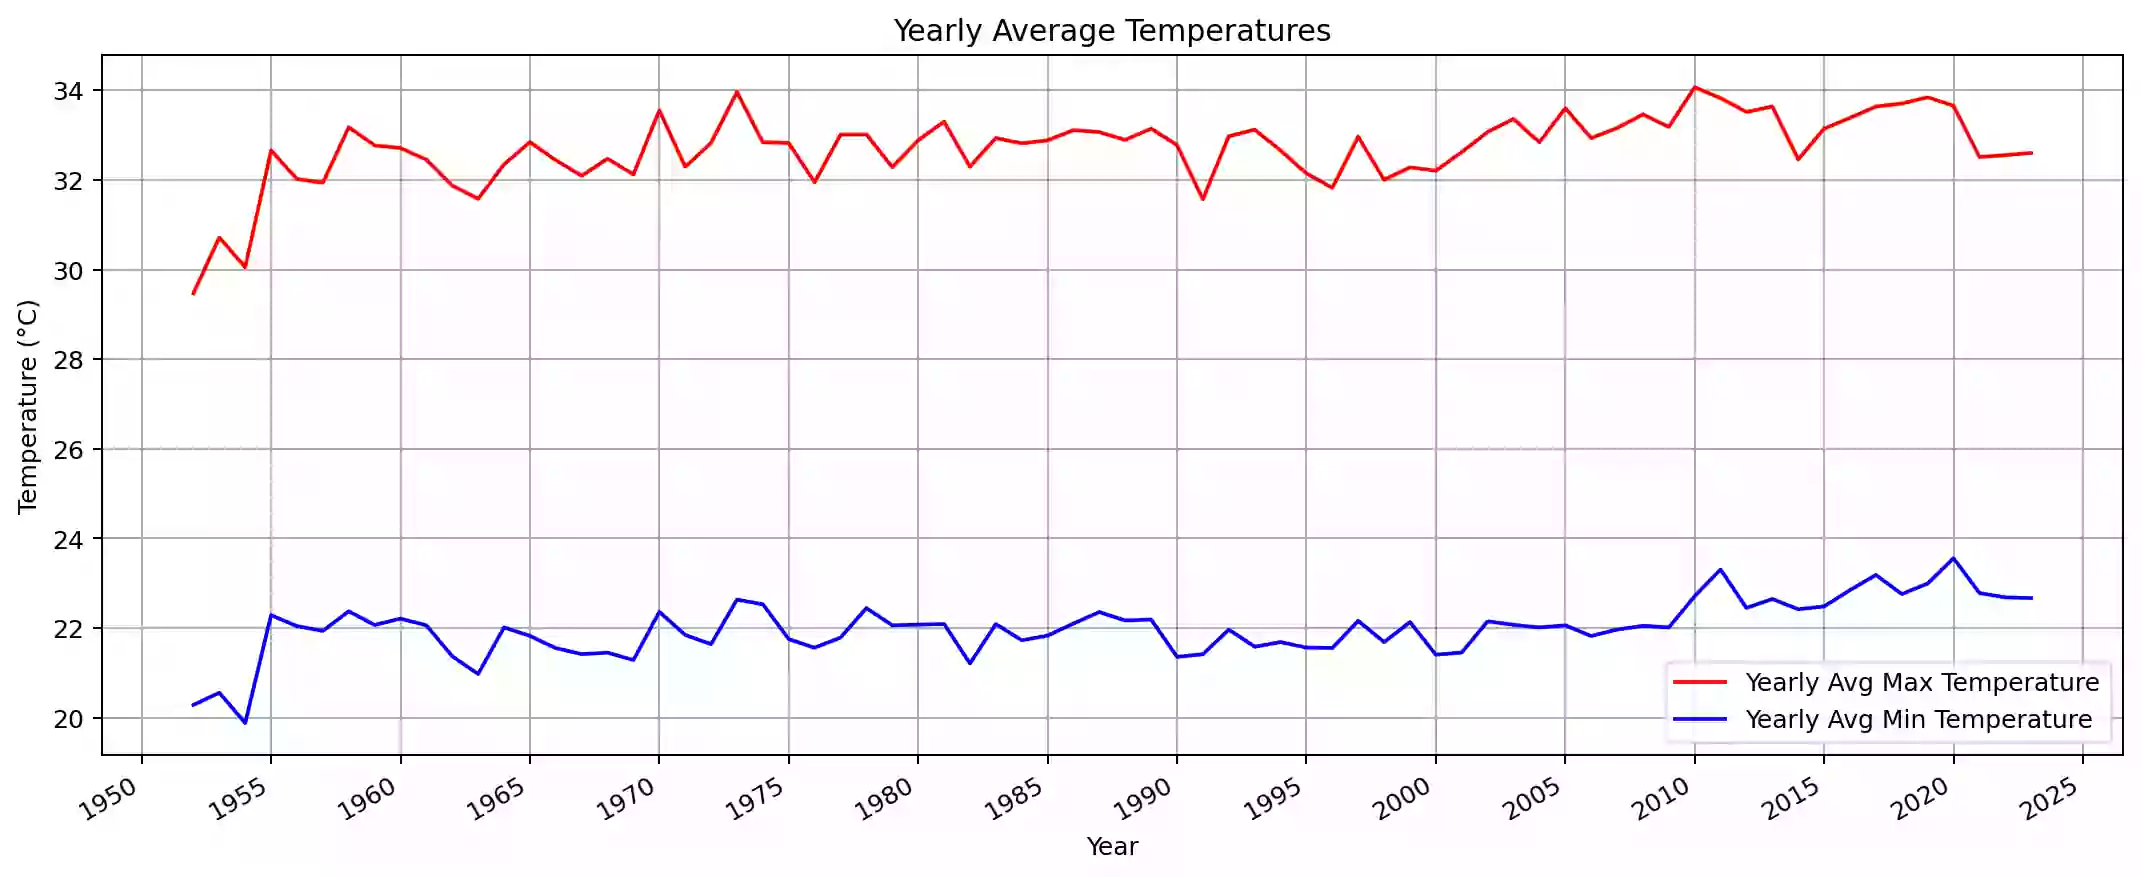 Yearly Average Temperatures
Temperature (°C)
34
32
30
28
26
24
22
20
Yearly Avg Max Temperature
Yearly Avg Min Temperature
1950 1955 1960 1965 1970 1975 1980 1985 1990 1995 2000 2005 2010 2015 2020 2025
Year